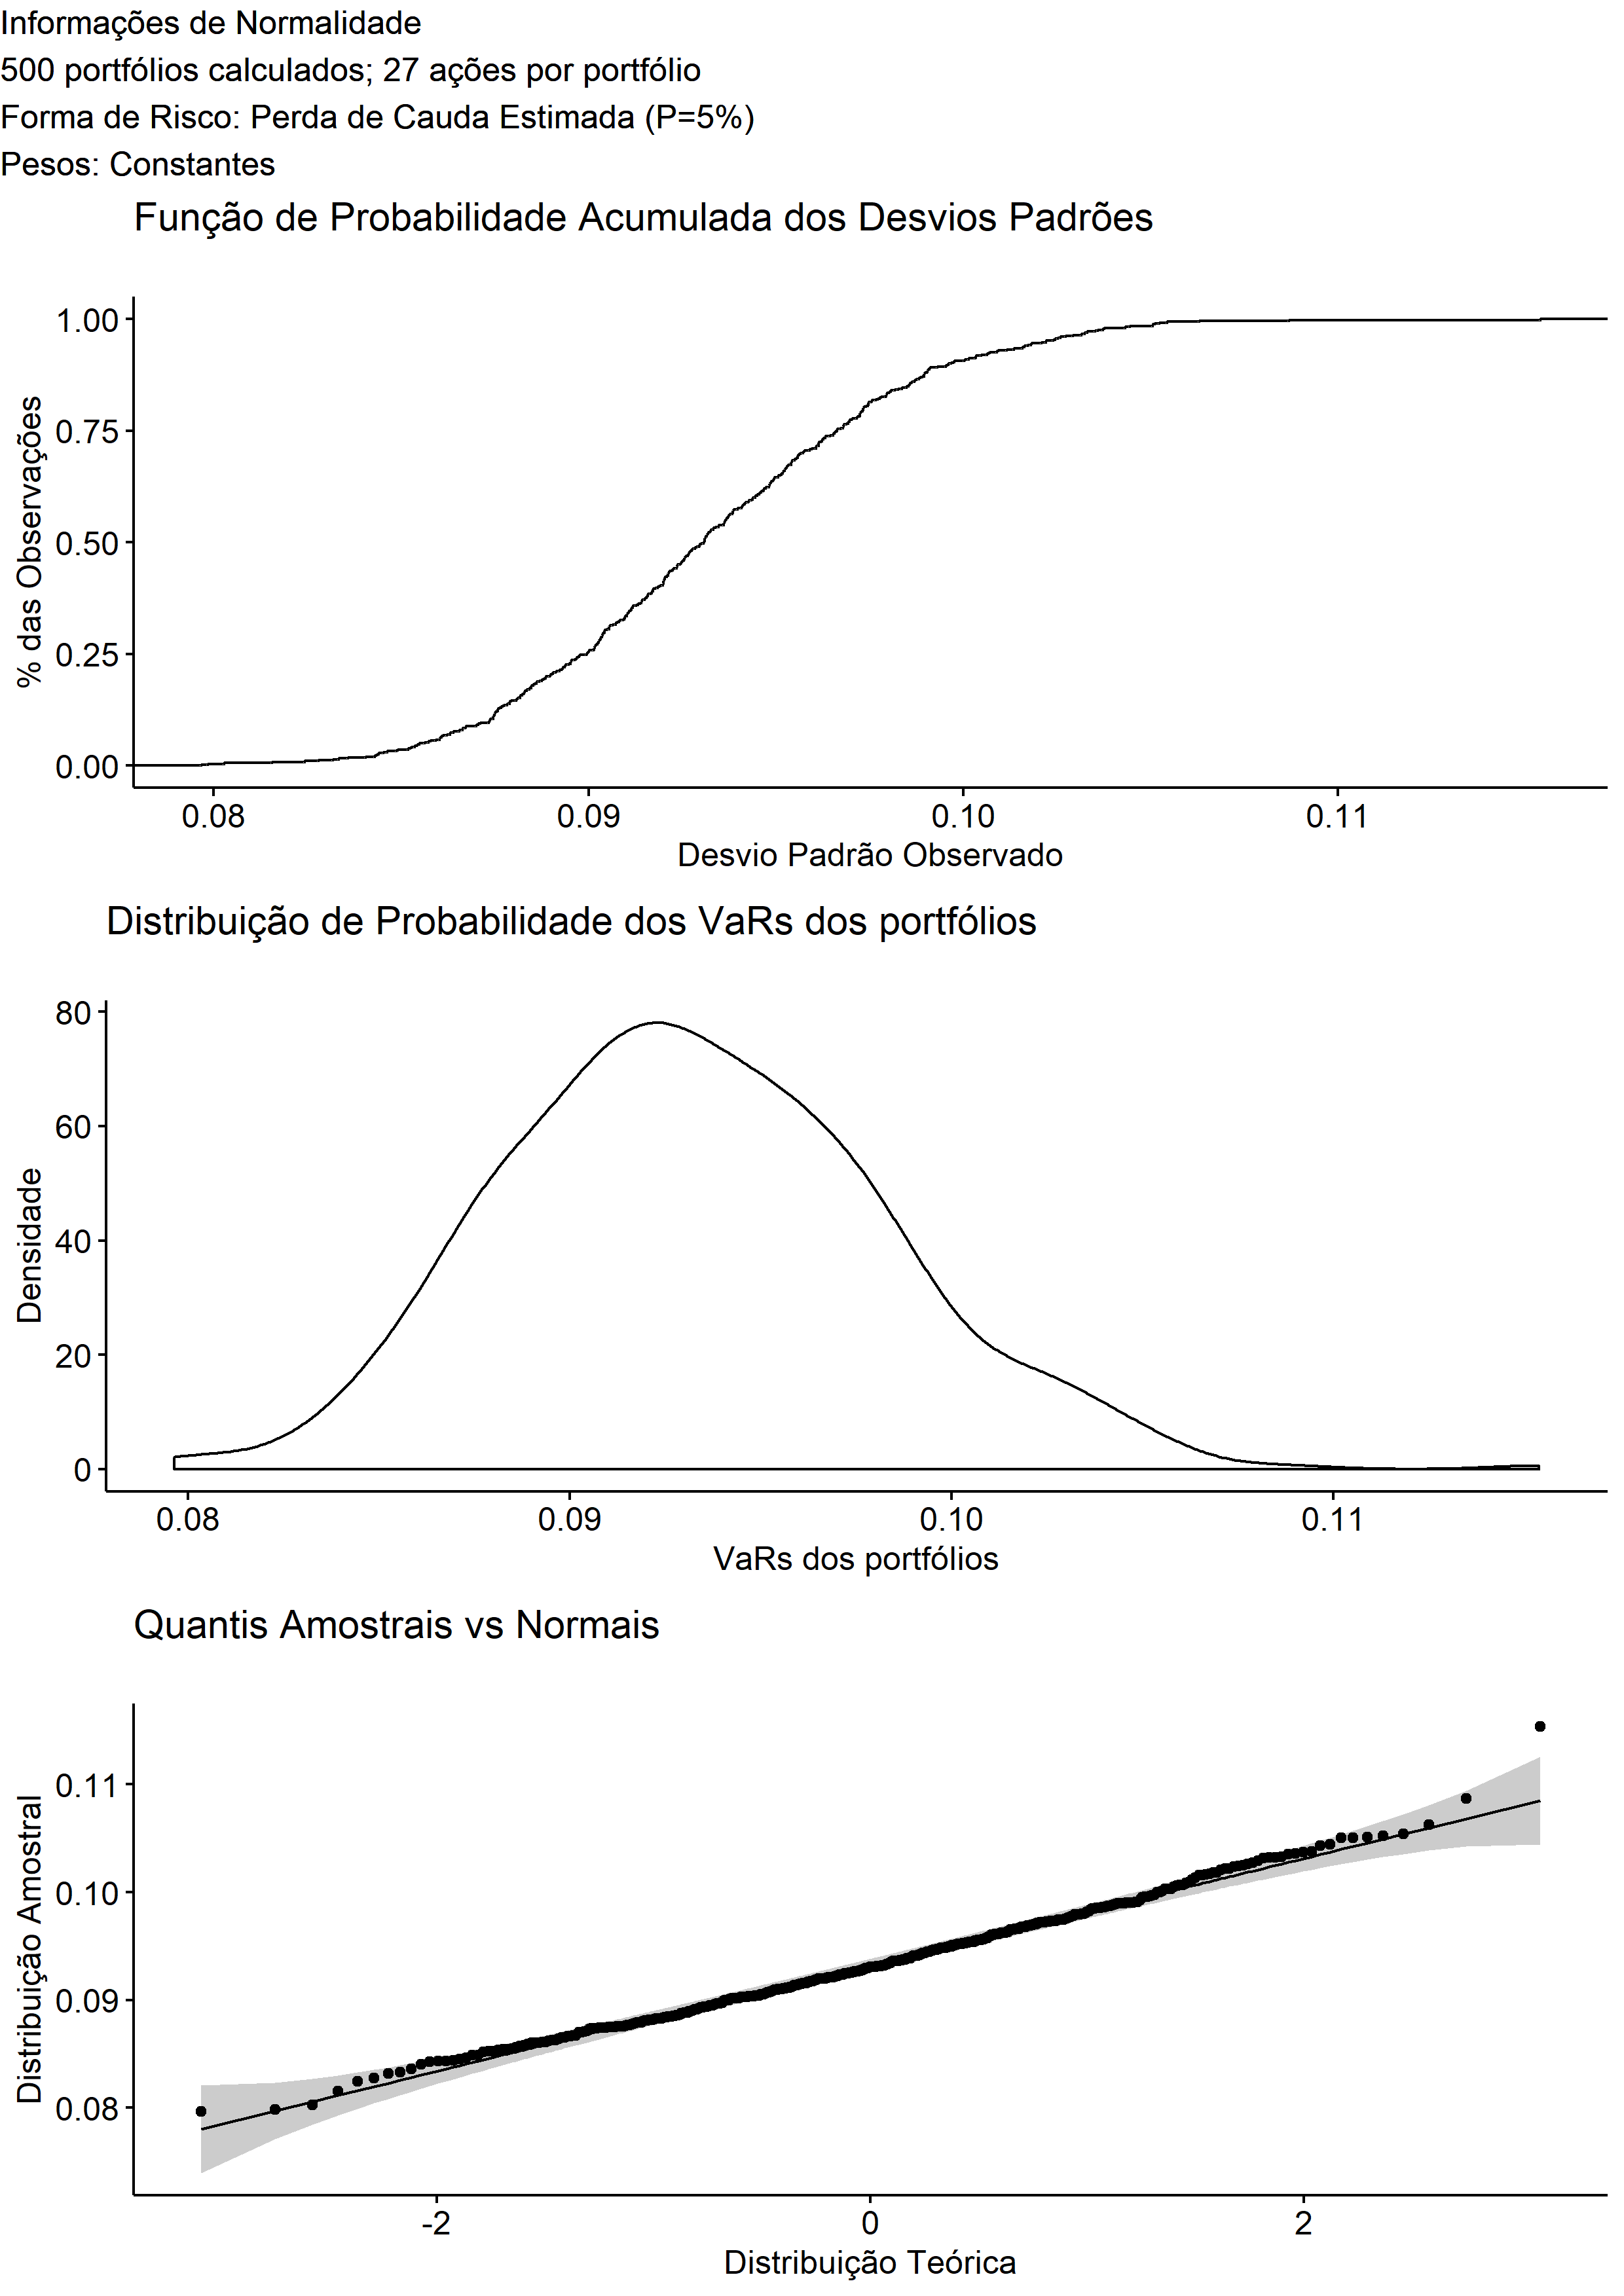 Informações de Normalidade
500 portfólios calculados; 27 ações por portfólio
Forma de Risco: Perda de Cauda Estimada (P=5%)
Pesos: Constantes
Função de Probabilidade Acumulada dos Desvios Padrões
% das Observações
1.00
0.75
0.50
0.25
0.00
0.08 0.09 0.10 0.11
Desvio Padrão Observado
Distribuição de Probabilidade dos VaRs dos portfólios
Densidade
80
60
40
20
0
0.08 0.09 0.10 0.11
VaRs dos portfólios
Quantis Amostrais vs Normais
Distribuição Amostral
0.11
0.10
0.09
0.08
-2 0 2
Distribuição Teórica